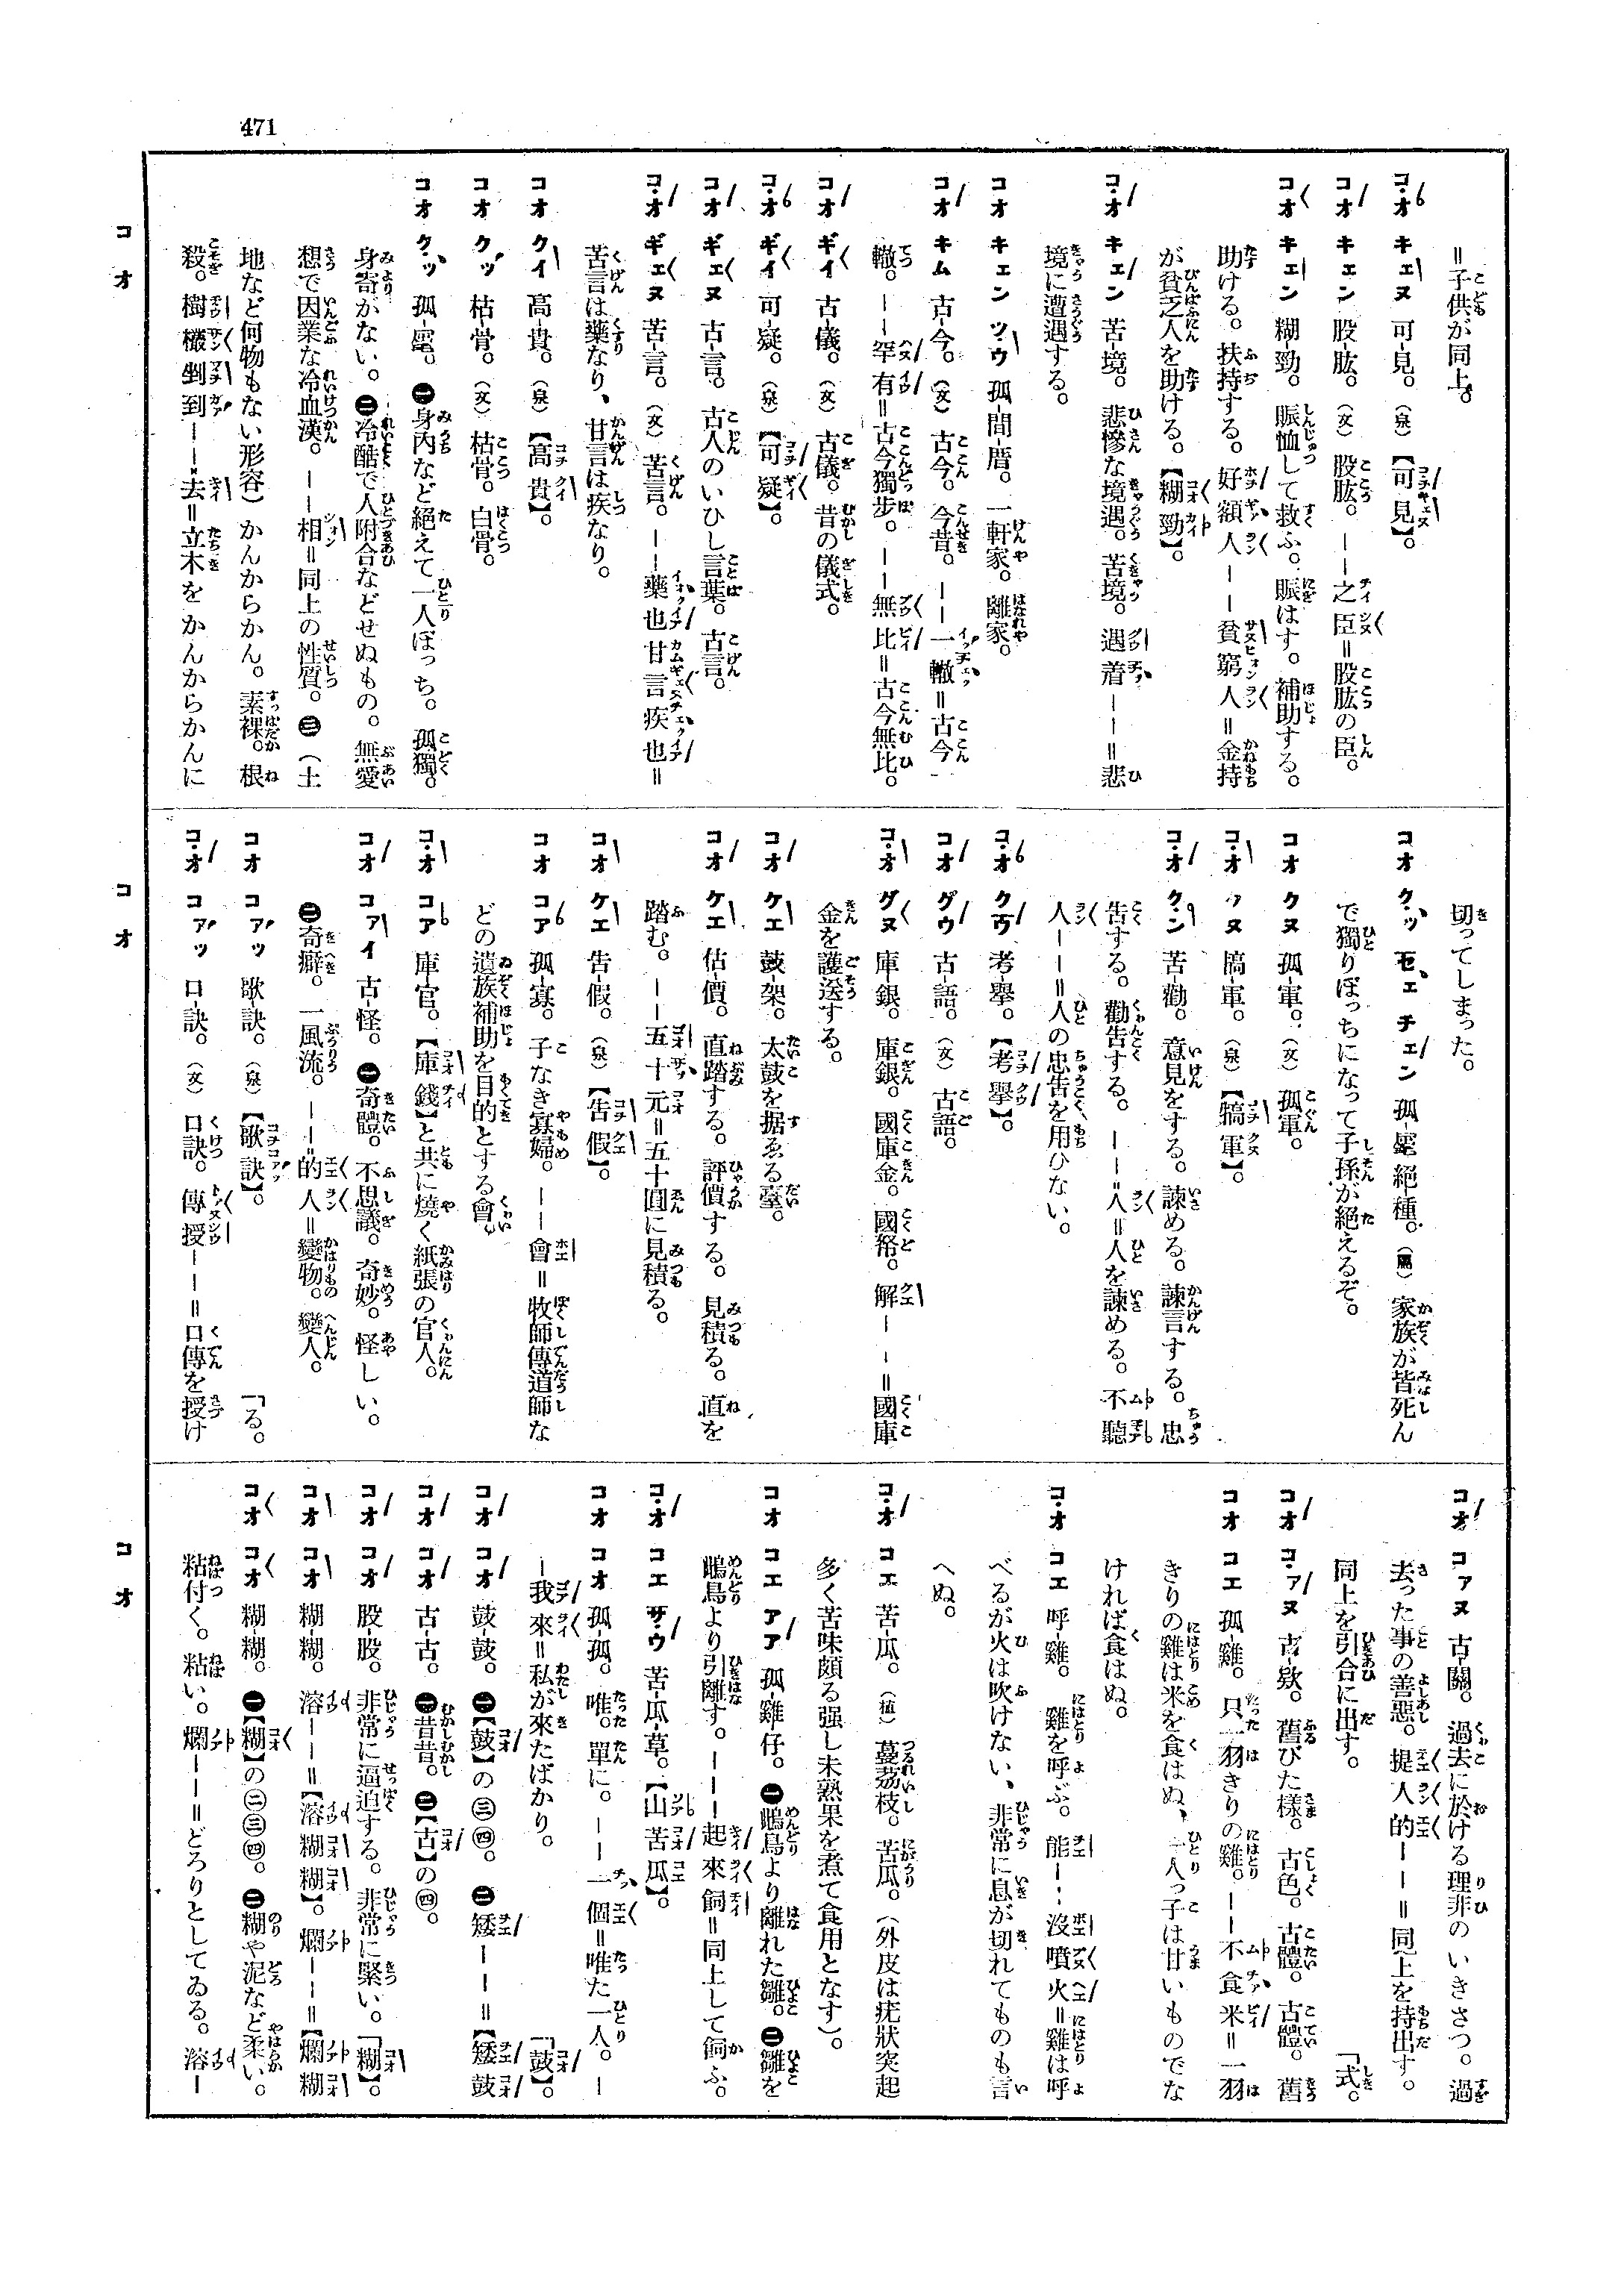 471
＝子供が同上。
コオ キェヌ 可-見。（泉）【可見】。
コオ キェン 股-肱。（文）股肱。－－之臣＝股肱の臣。
コオ キェン 糊-勁。賑恤して救ふ。賑はす。補助する。
助ける。扶持する。好額人－－貧窮人＝金持
が貧乏人を助ける。【糊勁】。
コオ キェン 苦-境。悲慘な境遇。苦境。遇着－－＝悲
境に遭遇する。
コオ キェン ツウ 孤-間-厝。一軒家。離家。
コオ キム 古-今。（文）古今。今昔。－－一轍＝古今一
轍。－－罕有＝古今獨步。－－無比＝古今無比。
コオ ギイ 古-儀。（文）古儀。昔の儀式。
コオ ギイ 可-疑。（泉）【可疑】。
コオ ギェヌ 古-言。古人のいひし言葉。古言。
コオ ギェヌ 苦-言。（文）苦言。－－藥也甘言疾也＝
苦言は藥なり、甘言は疾なり。
コオ クイ 高-貴。（泉）【高貴】。
コオ クッ 枯-骨。（文）枯骨。白骨。
コオ クッ 孤-𮥼。㊀身內など絕えて一人ぼっち。孤獨。
身寄がない。㊁冷酷で人附合などせぬもの。無愛
想で因業な冷血漢。－－相＝同上の性質。㊂（土
地など何物もない形容）かんからかん。素裸。根
殺。樹欉剉到－－去＝立木をかんからかんに
切ってしまった。
コオ クッ 孤 絕-種。家族が皆死ん
で獨りぼっちになって子孫が絕えるぞ。
コオ クヌ 孤-軍。（文）孤軍。
コオ クヌ 犒-軍。（泉）【犒軍】。
コオ クン 苦-勸。意見をする。諫める。諫言する。忠
告する。勸告する。－－人＝人を諫める。不聽
人－－＝人の忠告を用ひない。
コオ クウ 考-擧。（泉）【考擧】。
コオ グウ 古-語。（文）古語。
コオ グヌ 庫-銀。庫銀。國庫金。國帑。解－－＝國庫
金を護送する。
コオ ケエ 鼓-架。太鼓を据ゑる臺。
コオ ケエ 估-價。直踏する。評價する。見積る。直を
踏む。－－五十元＝五十圓に見積る。
コオ ケエ 告-假。（泉）【告假】。
コオ コア 孤-寡。子なき寡婦。－－會＝牧師傳道師な
どの遺族補助を目的とする會。
コオ コア 庫-官。【庫錢】と共に燒く紙張の官人。
コオ コァイ 古-怪。㊀奇體。不思議。奇妙。怪しい。
㊁奇癖。一風流。－－的人＝變物。變人。
コオ コァッ 歌-訣。（泉）【歌訣】。 「る。
コオ コァッ 口-訣。（文）口訣。傳授－－＝口傳を授け
コオ コァヌ 古-關。過去に於ける理非のいきさつ。過
去った事の善惡。提人的－－＝同上を持出す。
同上を引合に出す。 「式。
コオ コァヌ 古-欵。舊びた樣。古色。古體。古體。舊
コオ コエ 孤-雞。只一羽きりの雞。－－不食米＝一羽
きりの雞は米を食はぬ、一人っ子は甘いものでな
ければ食はぬ。
コオ コエ 呼-雞。雞を呼ぶ。能－－沒噴火＝雞は呼
べるが火は吹けない、非常に息が切れてものも言
へぬ。
コオ コエ 苦-瓜。（植）蔓茘枝。苦瓜。（外皮は疣狀突起
多く苦味頗る强し未熟果を煮て食用となす）。
コオ コエ アア 孤-雞-仔。㊀鴡鳥より離れた雛。㊁雛を
鴡鳥より引離す。－－－起來飼＝同上して飼ふ。
コオ コエ ザウ 苦-瓜-草。【山苦瓜】。
コオ コオ 孤-孤。唯。單に。－－一個＝唯た一人。－
－我來＝私が來たばかり。 「鼓】。
コオ コオ 鼓-鼓。㊀【鼓】の㊂㊃。㊁矮－－＝【矮鼓
コオ コオ 古-古。㊀昔昔。㊁【古】の㊃。
コオ コオ 股-股。非常に逼迫する。非常に緊い。「糊】。
コオ コオ 糊-糊。溶－－＝【溶糊糊】。爛－－＝【爛糊
コオ コオ 糊-糊。㊀【糊】の㊁㊂㊃。㊁糊や泥など柔い。
粘付く。粘い。爛－－＝どろりとしてゐる。溶－
コ オ
コ オ
コ オ